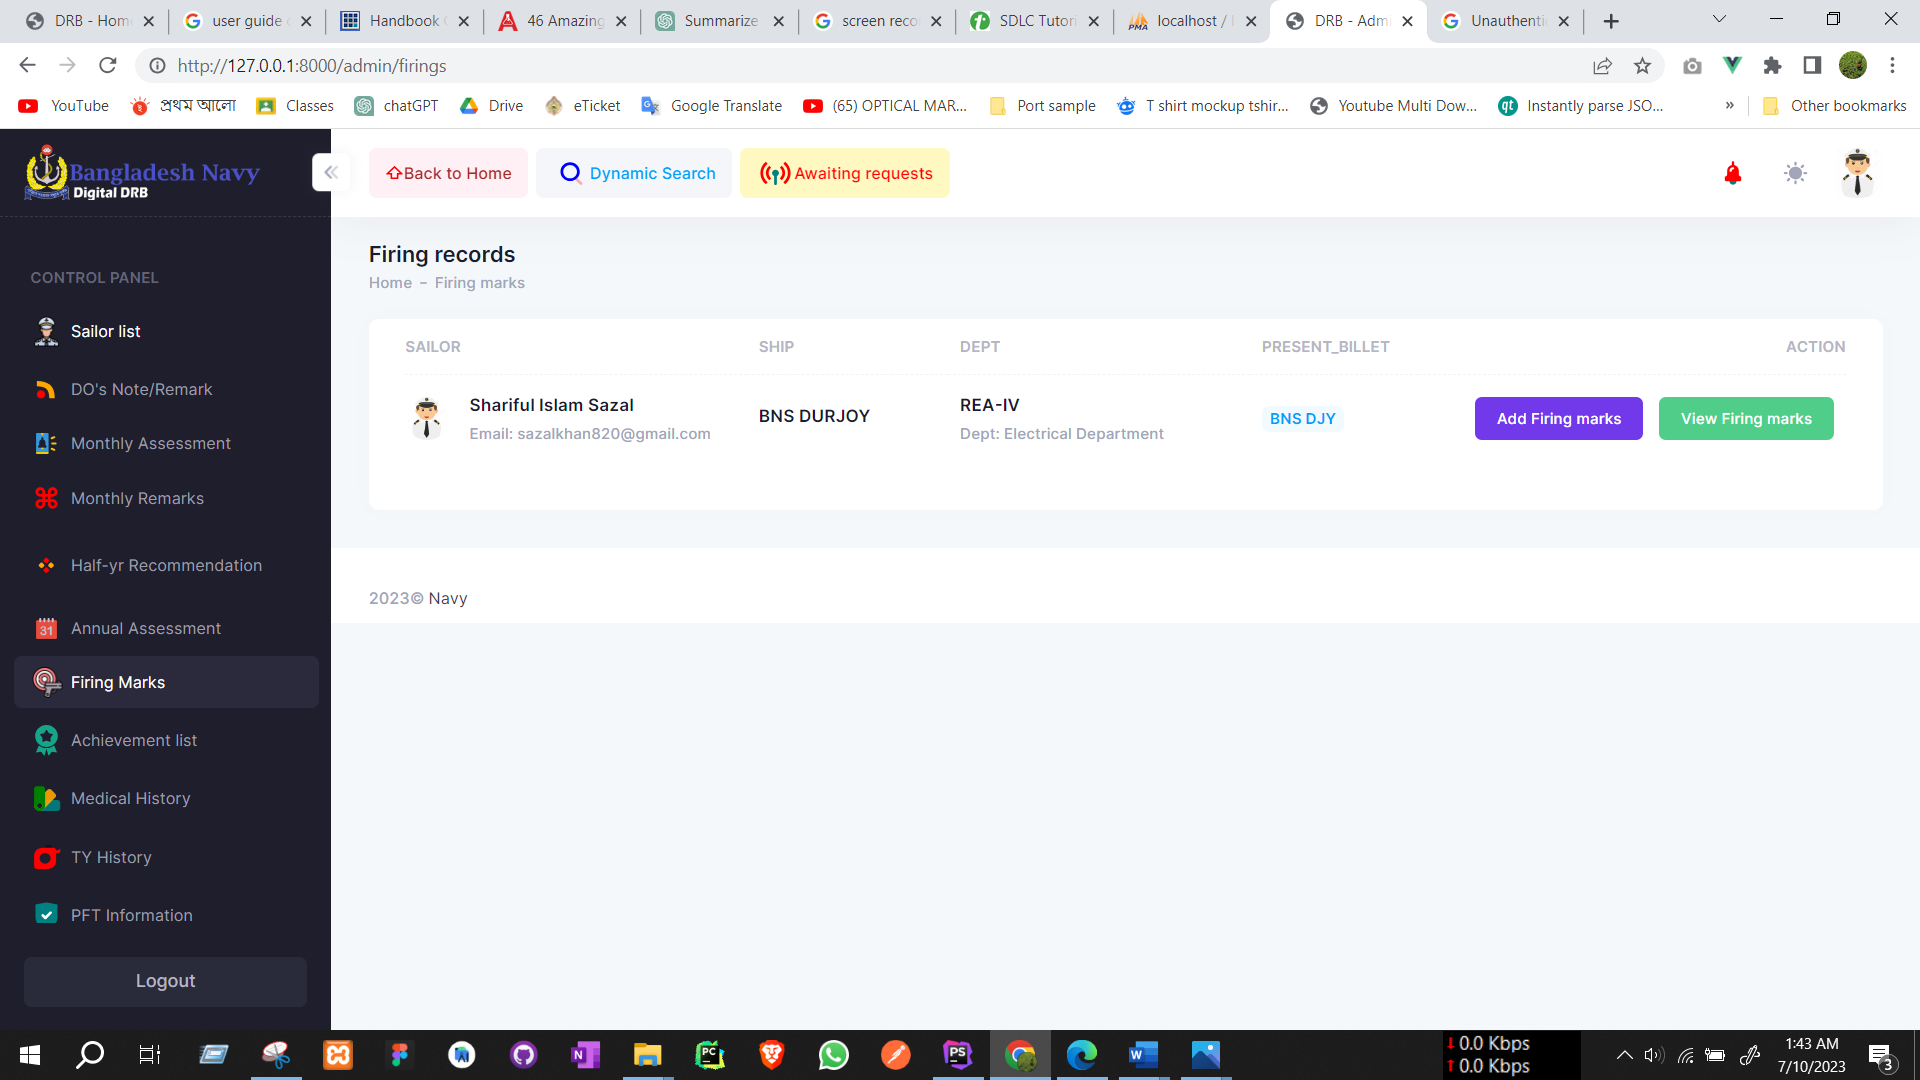 DRB - Hom
user guide
Handbook
46 Amazing
Summarize
screen reco
SDLC Tutori
localhost /
DRB - Adm
Unauthenti
http://127.0.0.1:8000/admin/firings
YouTube
প্রথম আলো
Classes
chatGPT
Drive
eTicket
Google Translate
(65) OPTICAL MAR...
Port sample
T shirt mockup tshir...
Youtube Multi Dow...
Instantly parse JSO...
»
Other bookmarks
Bangladesh Navy
Digital DRB
Back to Home
Dynamic Search
Awaiting requests
Firing records
Home - Firing marks
CONTROL PANEL
Sailor list
DO's Note/Remark
Monthly Assessment
Monthly Remarks
Half-yr Recommendation
31
Annual Assessment
Firing Marks
Achievement list
Medical History
TY History
PFT Information
Logout
SAILOR SHIP DEPT PRESENT_BILLET ACTION
Shariful Islam Sazal
Email: sazalkhan820@gmail.com
BNS DURJOY
REA-IV
Dept: Electrical Department
BNS DJY
Add Firing marks
View Firing marks
2023© Navy
0.0 Kbps
0.0 Kbps
1:43 AM
7/10/2023
3